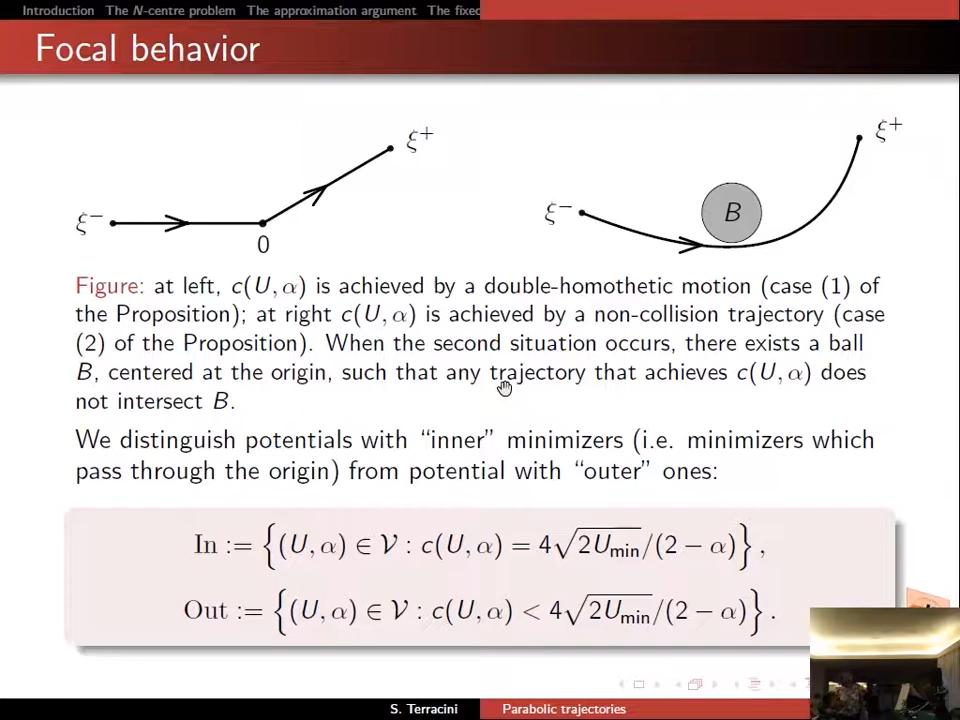 Introduction The N-centre problem The approximation argument The fixed
Focal behavior
ξ⁻ 0 ξ⁺
ξ⁻ B ξ⁺
Figure: at left, c(U, α) is achieved by a double-homothetic motion (case (1) of
the Proposition); at right c(U, α) is achieved by a non-collision trajectory (case
(2) of the Proposition). When the second situation occurs, there exists a ball
B, centered at the origin, such that any trajectory that achieves c(U, α) does
not intersect B.
We distinguish potentials with “inner” minimizers (i.e. minimizers which
pass through the origin) from potential with “outer” ones:
In := {(U, α) ∈ 𝒱 : c(U, α) = 4√2U_min/(2 − α)},
Out := {(U, α) ∈ 𝒱 : c(U, α) < 4√2U_min/(2 − α)}.
S. Terracini Parabolic trajectories